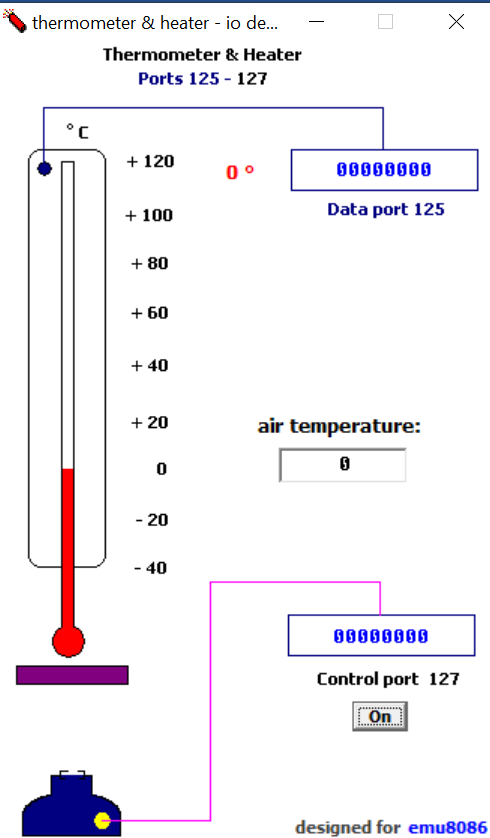 thermometer & heater - io de...
Thermometer & Heater
Ports 125 - 127
°C
+ 120
0 °
00000000
+ 100
Data port 125
+ 80
+ 60
+ 40
+ 20
air temperature:
0
0
- 20
- 40
00000000
Control port 127
On
designed for emu8086